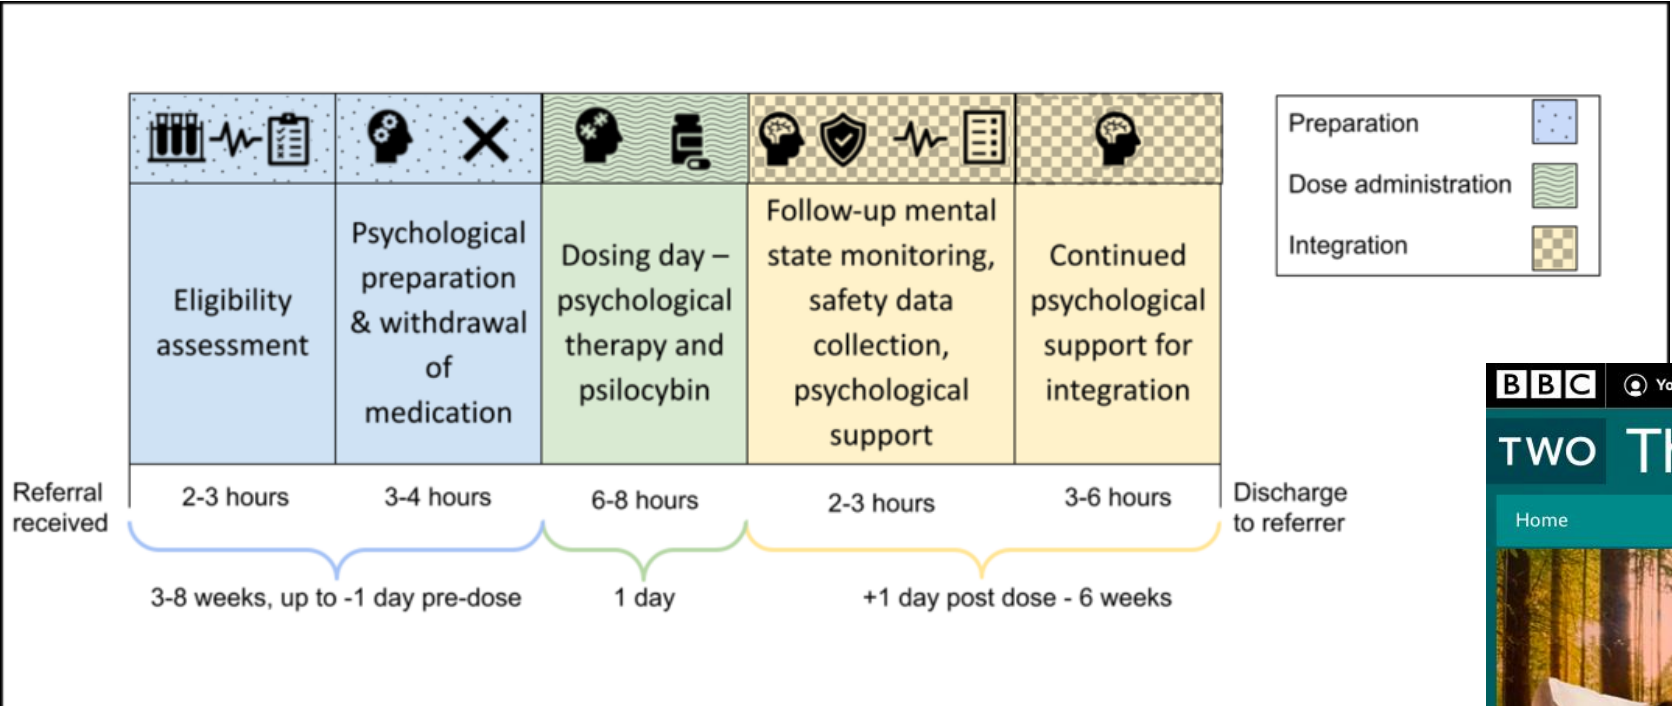 Preparation
Dose administration
Integration
Eligibility
assessment
Psychological
preparation
& withdrawal
of
medication
Dosing day –
psychological
therapy and
psilocybin
Follow-up mental
state monitoring,
safety data
collection,
psychological
support
Continued
psychological
support for
integration
Referral
received
2-3 hours
3-4 hours
6-8 hours
2-3 hours
3-6 hours
Discharge
to referrer
3-8 weeks, up to -1 day pre-dose
1 day
+1 day post dose - 6 weeks
BBC
TWO
Home